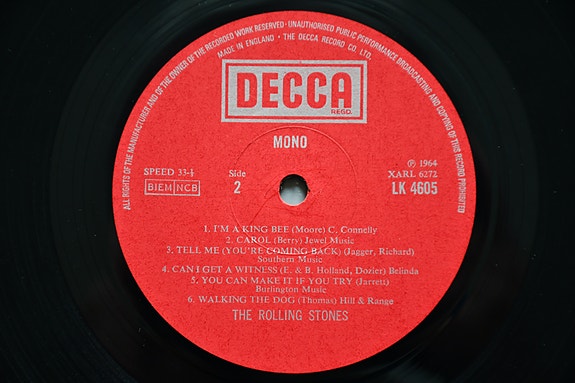 ALL RIGHTS OF THE MANUFACTURER AND OF THE OWNER OF THE RECORDED WORK RESERVED · UNAUTHORISED PUBLIC PERFORMANCE BROADCASTING AND COPYING OF THIS RECORD PROHIBITED
MADE IN ENGLAND · THE DECCA RECORD CO. LTD.
DECCA
REGD.
MONO
SPEED 33-⅓
BIEM NCB
Side
2
℗ 1964
XARL 6272
LK 4605
1. I'M A KING BEE (Moore) C. Connelly
2. CAROL (Berry) Jewel Music
3. TELL ME (YOU'RE COMING BACK) (Jagger, Richard)
Southern Music
4. CAN I GET A WITNESS (E. & B. Holland, Dozier) Belinda
5. YOU CAN MAKE IT IF YOU TRY (Jarrett)
Burlington Music
6. WALKING THE DOG (Thomas) Hill & Range
THE ROLLING STONES